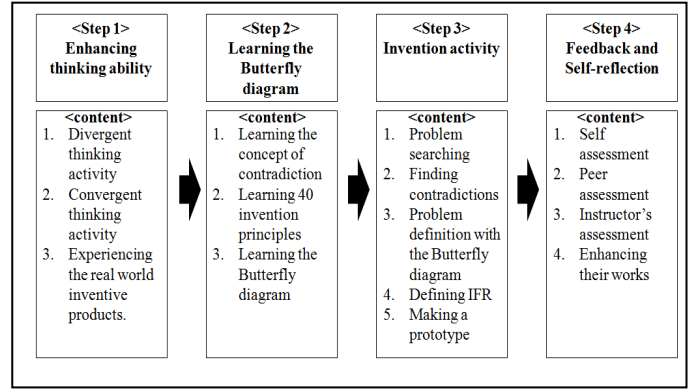 <Step 1>
Enhancing
thinking ability
<content>
1. Divergent
thinking
activity
2. Convergent
thinking
activity
3. Experiencing
the real world
inventive
products.
<Step 2>
Learning the
Butterfly
diagram
<content>
1. Learning the
concept of
contradiction
2. Learning 40
invention
principles
3. Learning the
Butterfly
diagram
<Step 3>
Invention activity
<content>
1. Problem
searching
2. Finding
contradictions
3. Problem
definition with
the Butterfly
diagram
4. Defining IFR
5. Making a
prototype
<Step 4>
Feedback and
Self-reflection
<content>
1. Self
assessment
2. Peer
assessment
3. Instructor's
assessment
4. Enhancing
their works